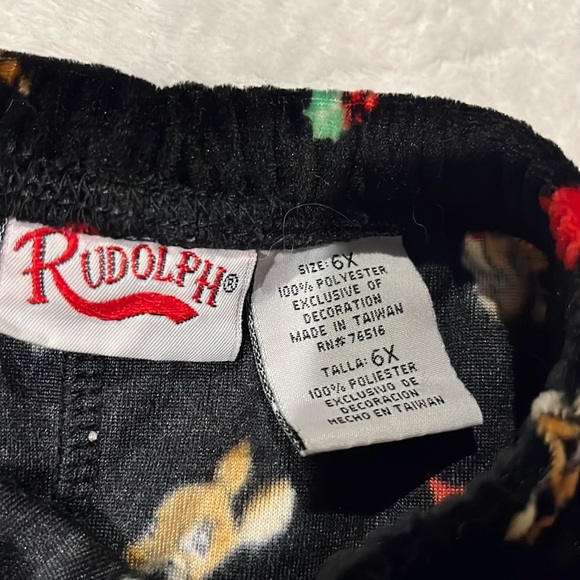 RUDOLPH®
SIZE: 6X
100% POLYESTER
EXCLUSIVE OF
DECORATION
MADE IN TAIWAN
RN# 76516
TALLA: 6X
100% POLIESTER
EXCLUSIVO DE
DECORACION
HECHO EN TAIWAN